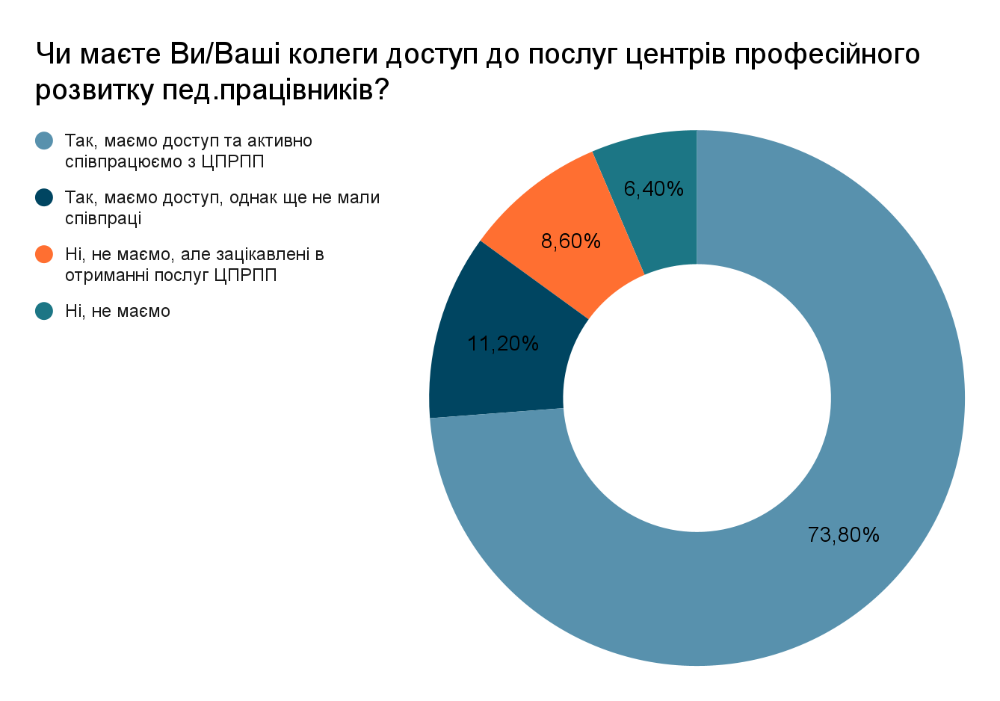 Чи маєте Ви/Ваші колеги доступ до послуг центрів професійного
розвитку пед.працівників?
Так, маємо доступ та активно
співпрацюємо з ЦПРПП
Так, маємо доступ, однак ще не мали
співпраці
Ні, не маємо, але зацікавлені в
отриманні послуг ЦПРПП
Ні, не маємо
6,40%
8,60%
11,20%
73,80%